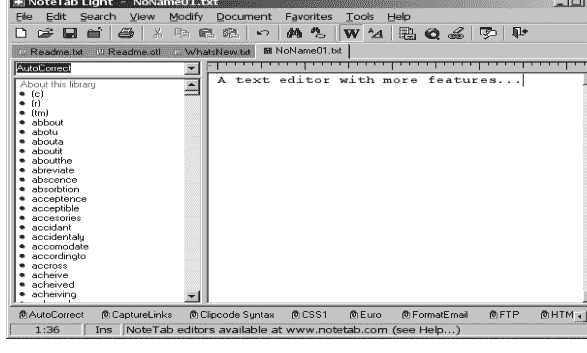 NoteTab Light - NoName01.txt
File Edit Search View Modify Document Favorites Tools Help
W
Readme.txt Readme.otl WhatsNew.txt NoName01.txt
AutoCorrect
A text editor with more features...
About this library
(c)
(r)
(tm)
abbout
abotu
abouta
aboutit
aboutthe
abreviate
abscence
absorbtion
acceptence
acceptible
accesories
accidant
accidentaly
accomodate
accordingto
accross
acheive
acheived
acheiving
AutoCorrect CaptureLinks Clipcode Syntax CSS1 Euro FormatEmail FTP HTM
1:36 Ins NoteTab editors available at www.notetab.com (see Help...)